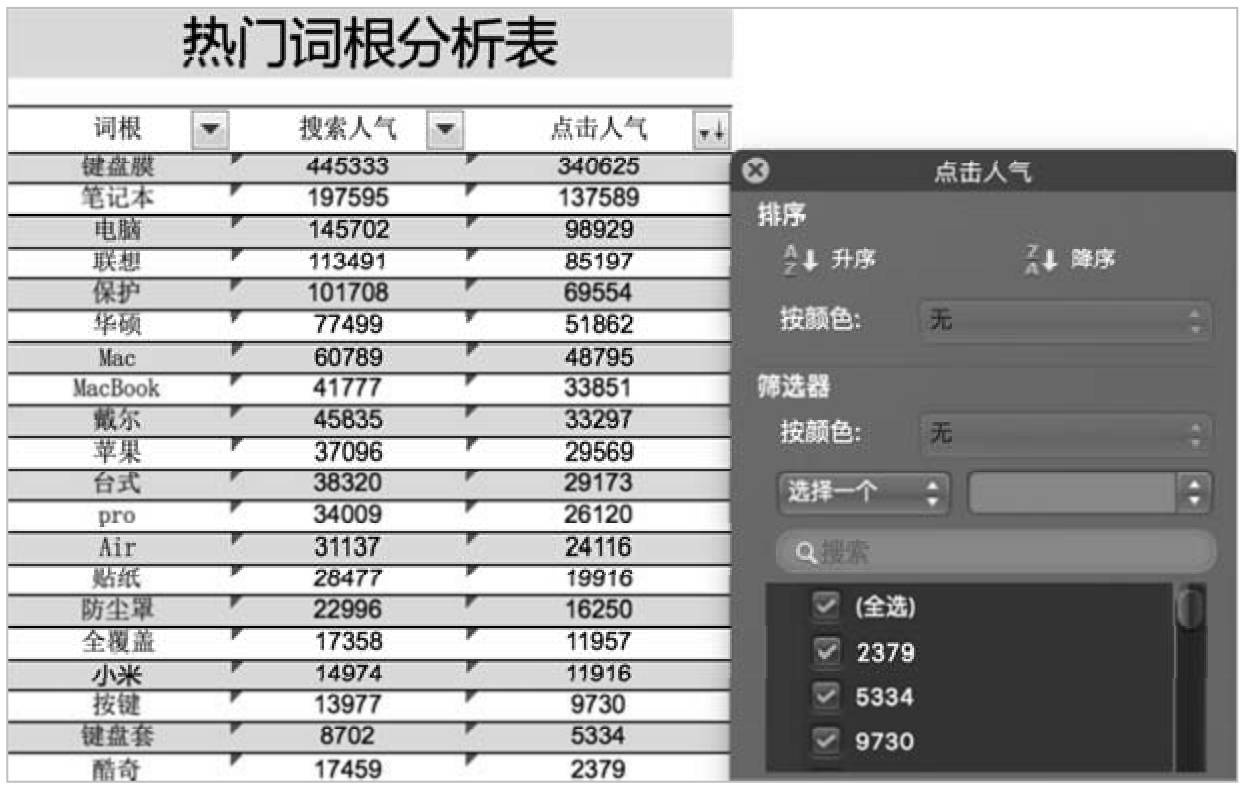 热门词根分析表
词根 搜索人气 点击人气
键盘膜 445333 340625
笔记本 197595 137589
电脑 145702 98929
联想 113491 85197
保护 101708 69554
华硕 77499 51862
Mac 60789 48795
MacBook 41777 33851
戴尔 45835 33297
苹果 37096 29569
台式 38320 29173
pro 34009 26120
Air 31137 24116
贴纸 28477 19916
防尘罩 22996 16250
全覆盖 17358 11957
小米 14974 11916
按键 13977 9730
键盘套 8702 5334
酷奇 17459 2379
点击人气
排序
AZ 升序 ZA 降序
按颜色: 无
筛选器
按颜色: 无
选择一个
搜索
(全选)
2379
5334
9730